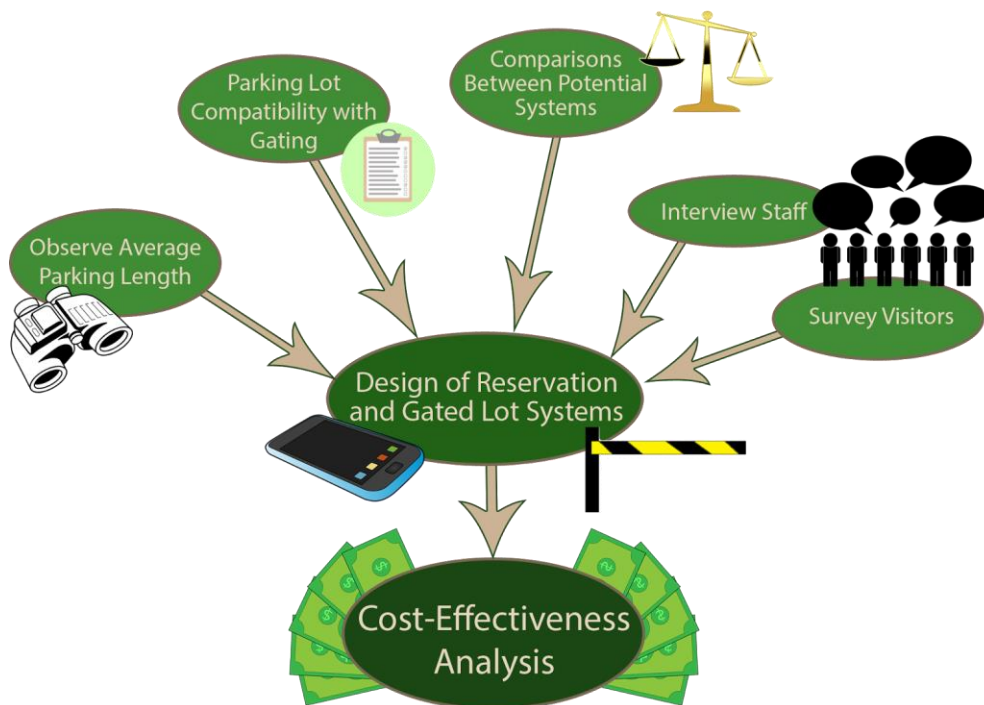 Observe Average
Parking Length
Parking Lot
Compatibility with
Gating
Comparisons
Between Potential
Systems
Interview Staff
Survey Visitors
Design of Reservation
and Gated Lot Systems
Cost-Effectiveness
Analysis